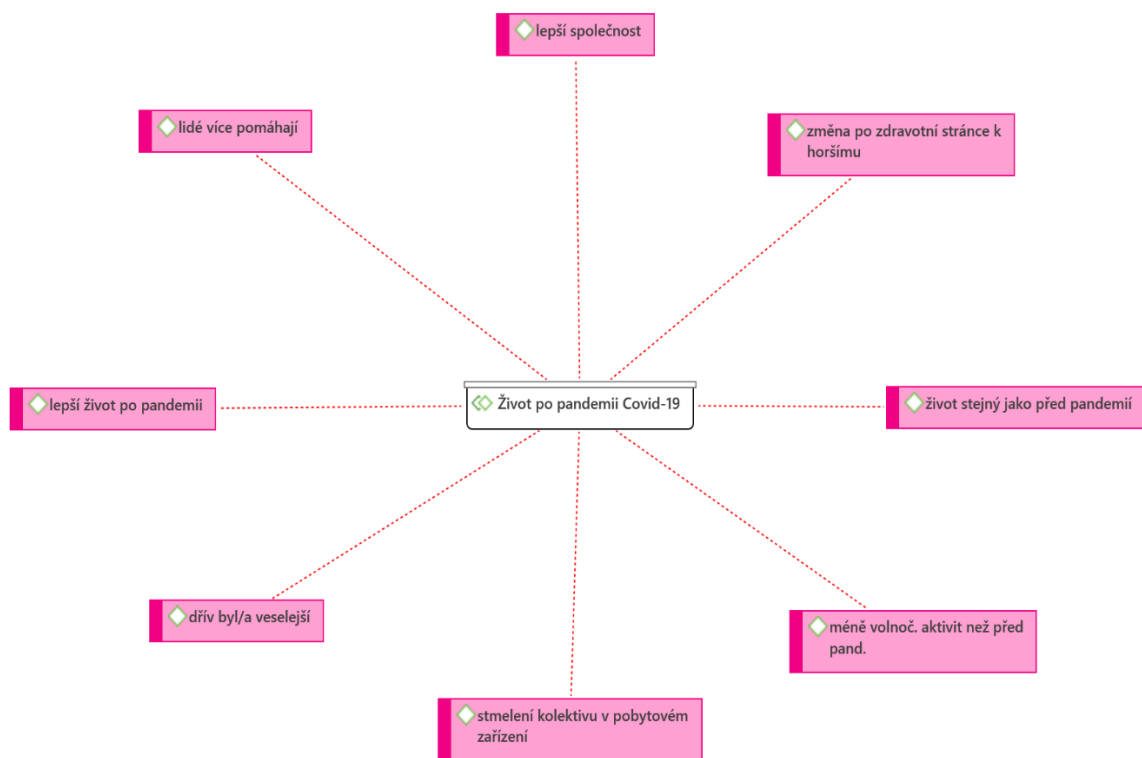 lepší společnost
lidé více pomáhají
změna po zdravotní stránce k
horšímu
lepší život po pandemii
Život po pandemii Covid-19
život stejný jako před pandemií
dřív byl/a veselejší
méně volnoč. aktivit než před
pand.
stmelení kolektivu v pobytovém
zařízení